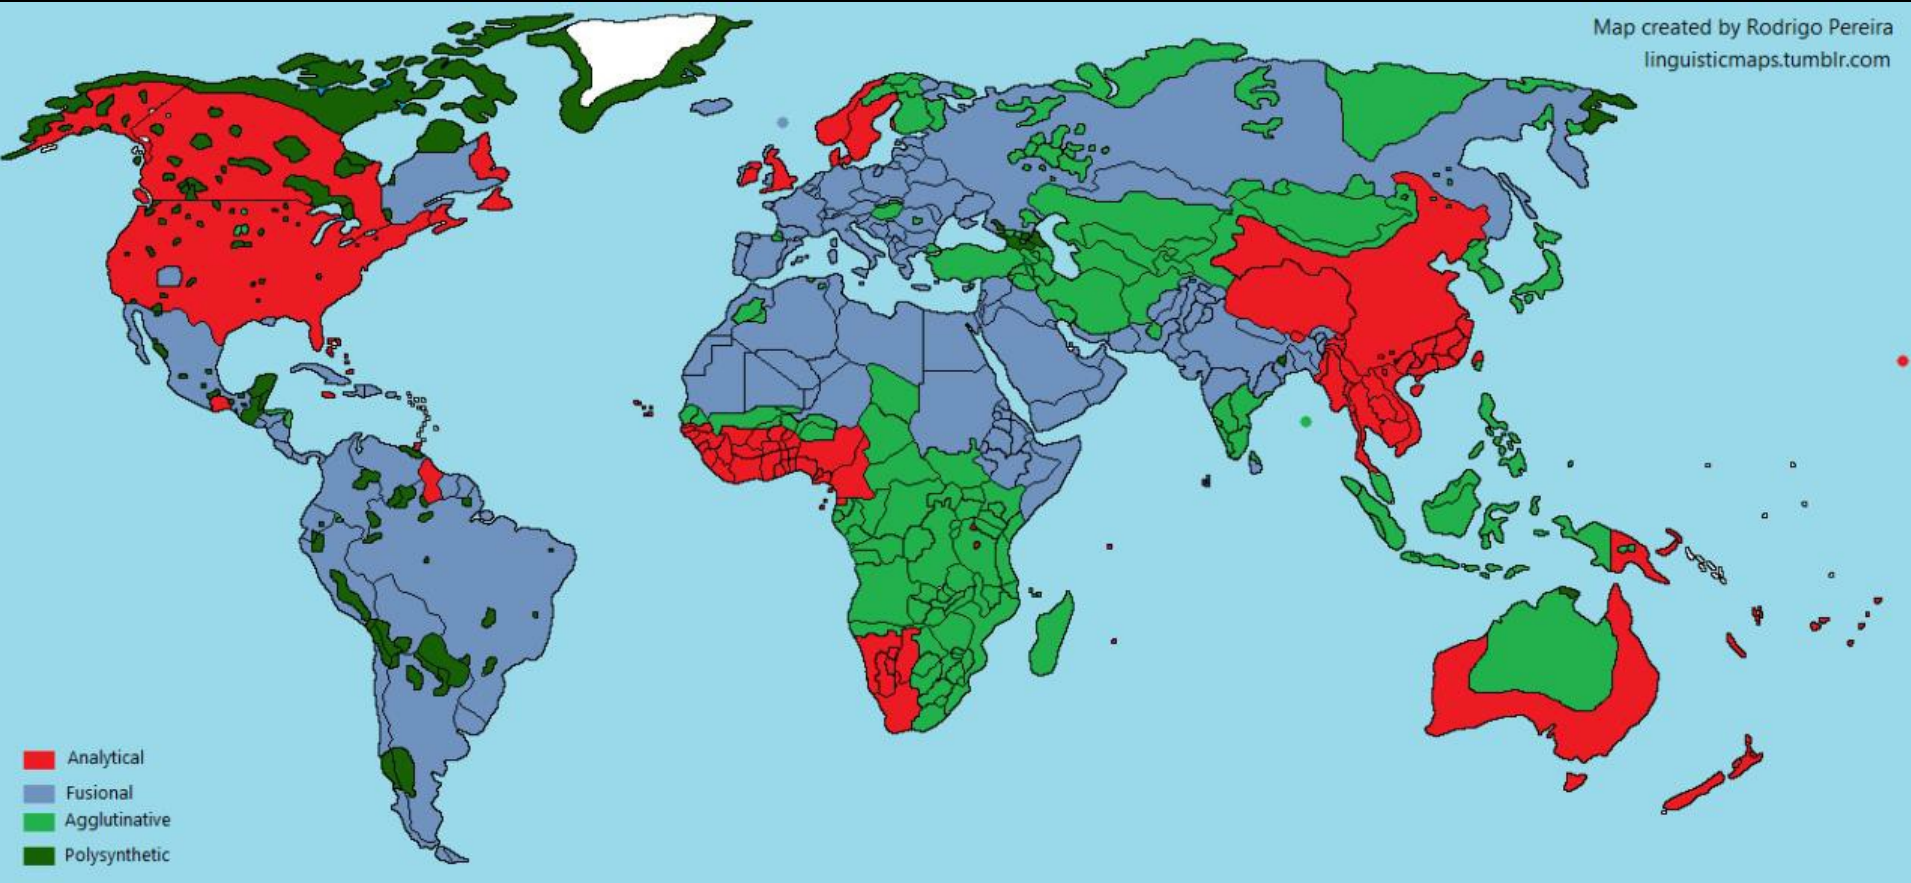 Map created by Rodrigo Pereira
linguisticmaps.tumblr.com
Analytical
Fusional
Agglutinative
Polysynthetic